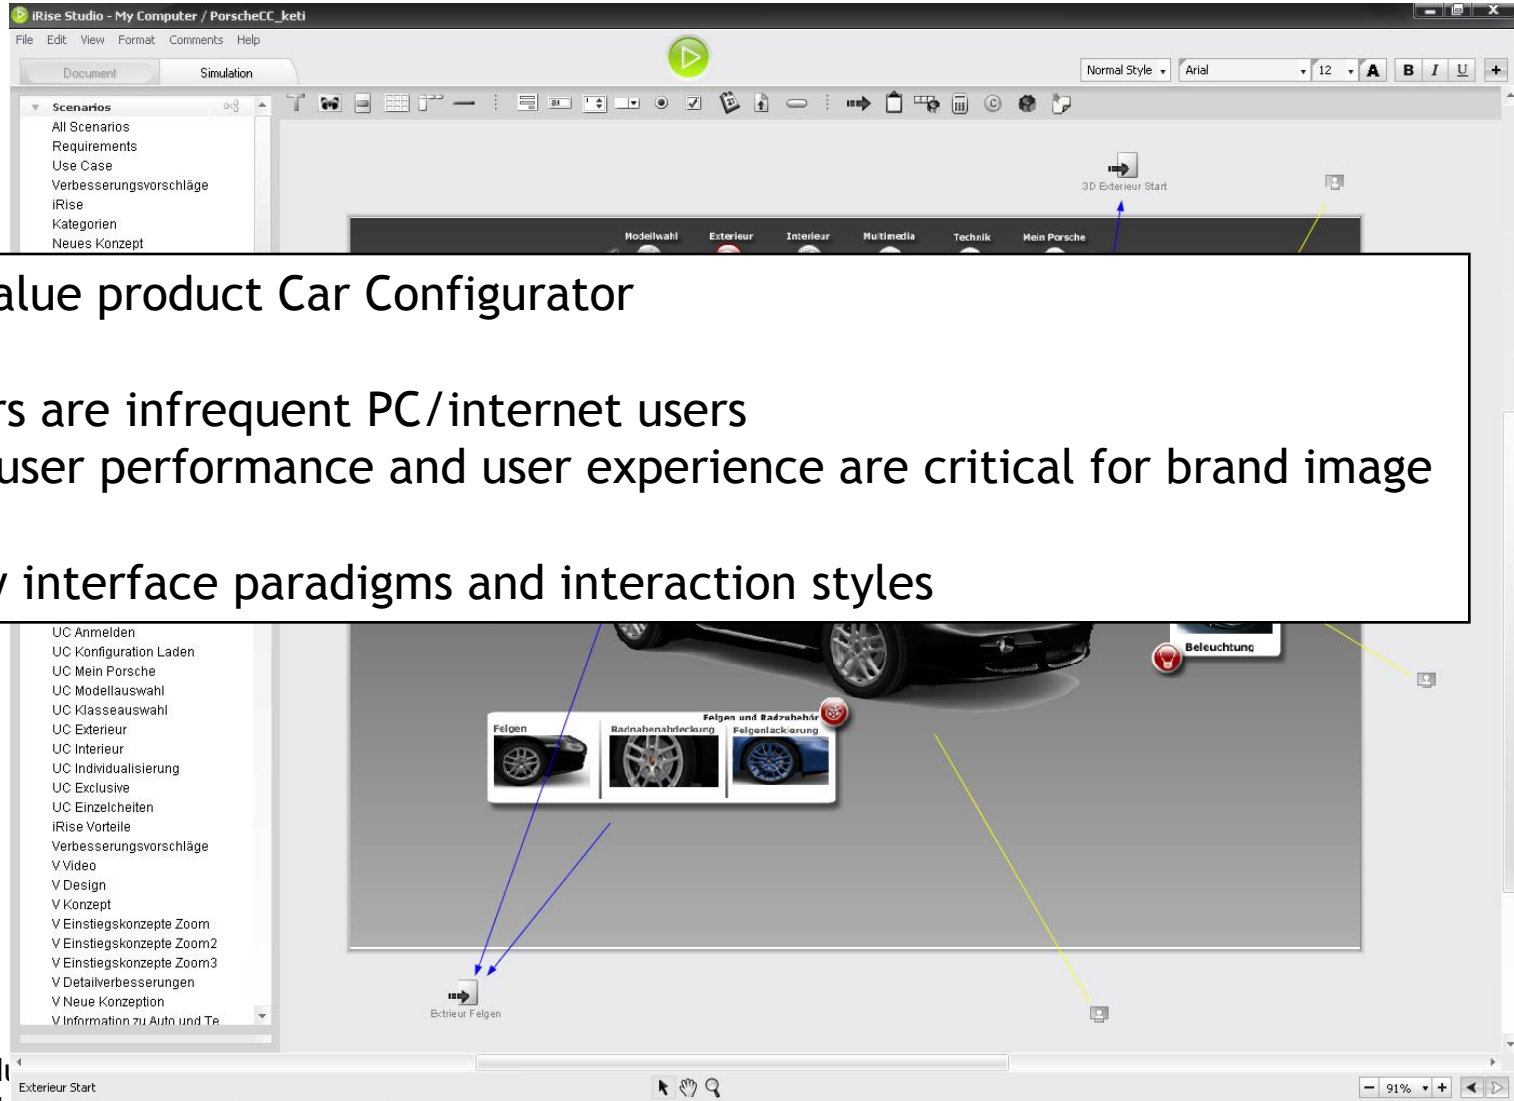 iRise Studio - My Computer / PorscheCC_keti
File Edit View Format Comments Help
Document Simulation
Normal Style Arial 12 A B I U +
Scenarios
All Scenarios
Requirements
Use Case
Verbesserungsvorschläge
iRise
Kategorien
Neues Konzept
3D Exterieur Start
Modellwahl Exterieur Interieur Multimedia Technik Mein Porsche
alue product Car Configurator
rs are infrequent PC/internet users
user performance and user experience are critical for brand image
interface paradigms and interaction styles
UC Anmelden
UC Konfiguration Laden
UC Mein Porsche
UC Modellauswahl
UC Klasseauswahl
UC Exterieur
UC Interieur
UC Individualisierung
UC Exclusive
UC Einzelcheiten
iRise Vorteile
Verbesserungsvorschläge
V Video
V Design
V Konzept
V Einstiegskonzepte Zoom
V Einstiegskonzepte Zoom2
V Einstiegskonzepte Zoom3
V Detailverbesserungen
V Neue Konzeption
V Information zu Auto und Te
Beleuchtung
Felgen und Radzubehör
Felgen Radnabenabdeckung Felgenlackierung
Extrieur Felgen
Exterieur Start
91%